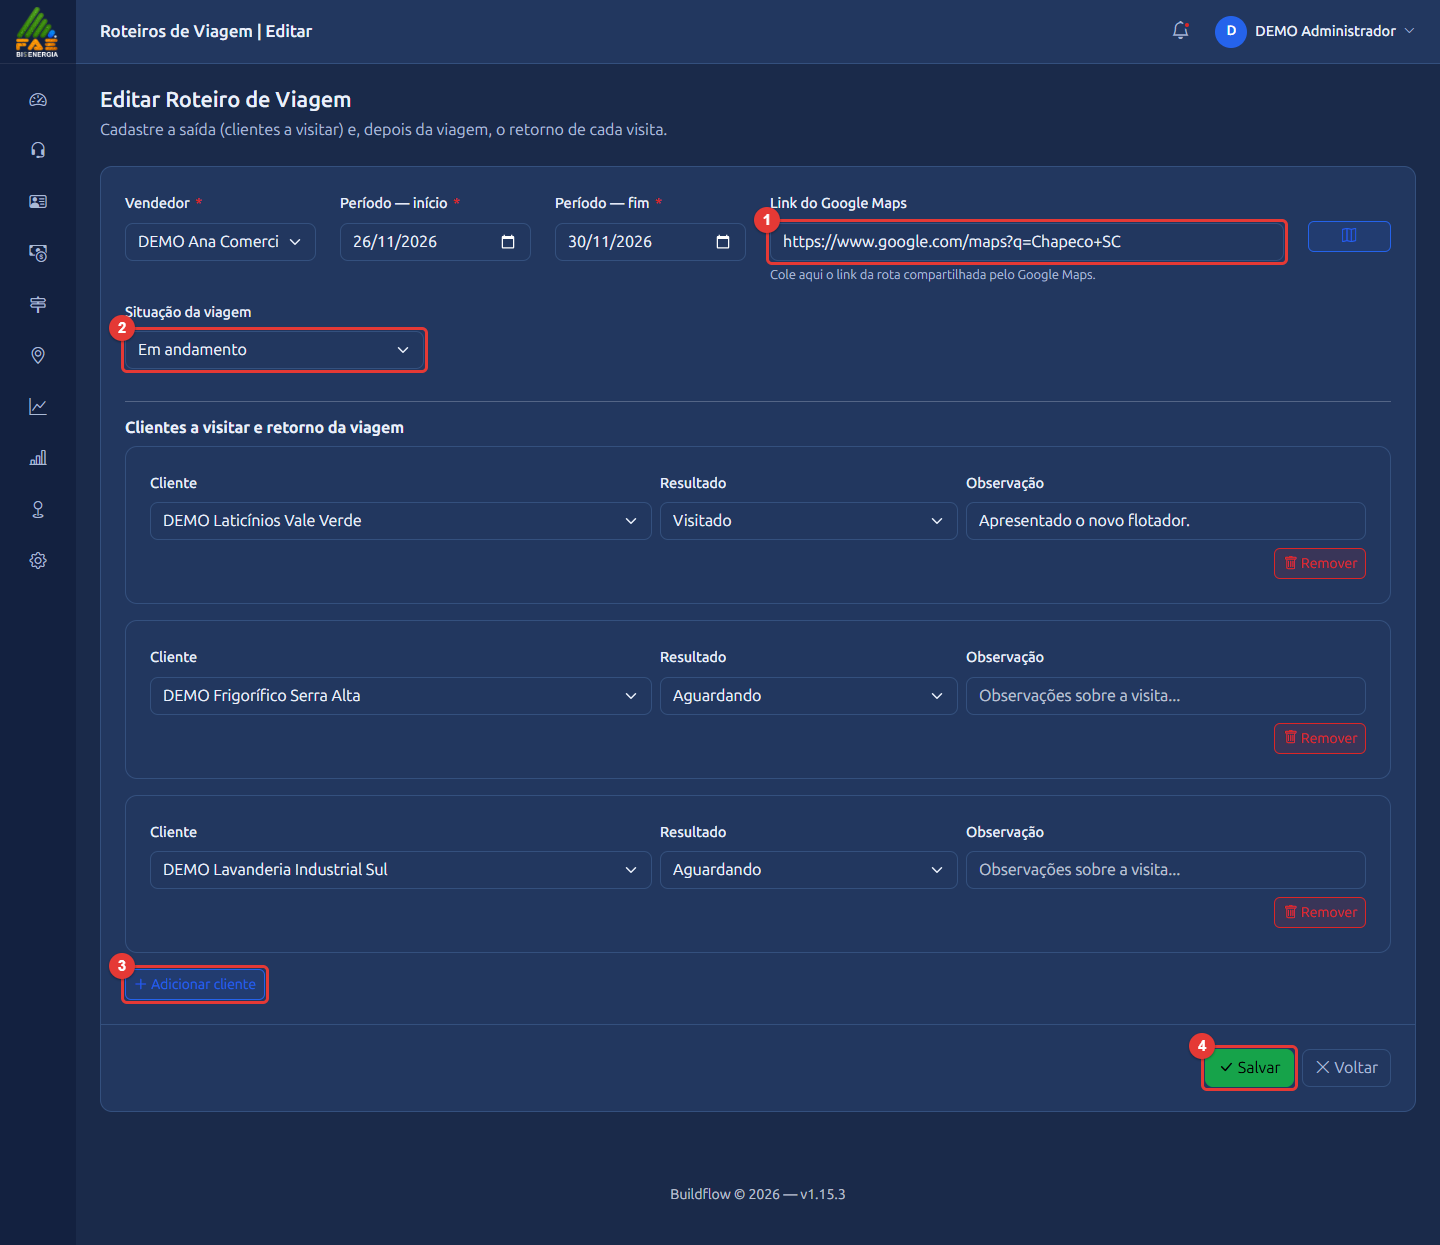 FAE
BIOENERGIA
Roteiros de Viagem | Editar
D
DEMO Administrador
Editar Roteiro de Viagem
Cadastre a saída (clientes a visitar) e, depois da viagem, o retorno de cada visita.
Vendedor *
Período — início *
Período — fim *
Link do Google Maps
1
DEMO Ana Comerci
26/11/2026
30/11/2026
https://www.google.com/maps?q=Chapeco+SC
Cole aqui o link da rota compartilhada pelo Google Maps.
Situação da viagem
2
Em andamento
Clientes a visitar e retorno da viagem
Cliente
Resultado
Observação
DEMO Laticínios Vale Verde
Visitado
Apresentado o novo flotador.
Remover
Cliente
Resultado
Observação
DEMO Frigorífico Serra Alta
Aguardando
Observações sobre a visita...
Remover
Cliente
Resultado
Observação
DEMO Lavanderia Industrial Sul
Aguardando
Observações sobre a visita...
Remover
3
+ Adicionar cliente
4
Salvar
Voltar
Buildflow © 2026 — v1.15.3